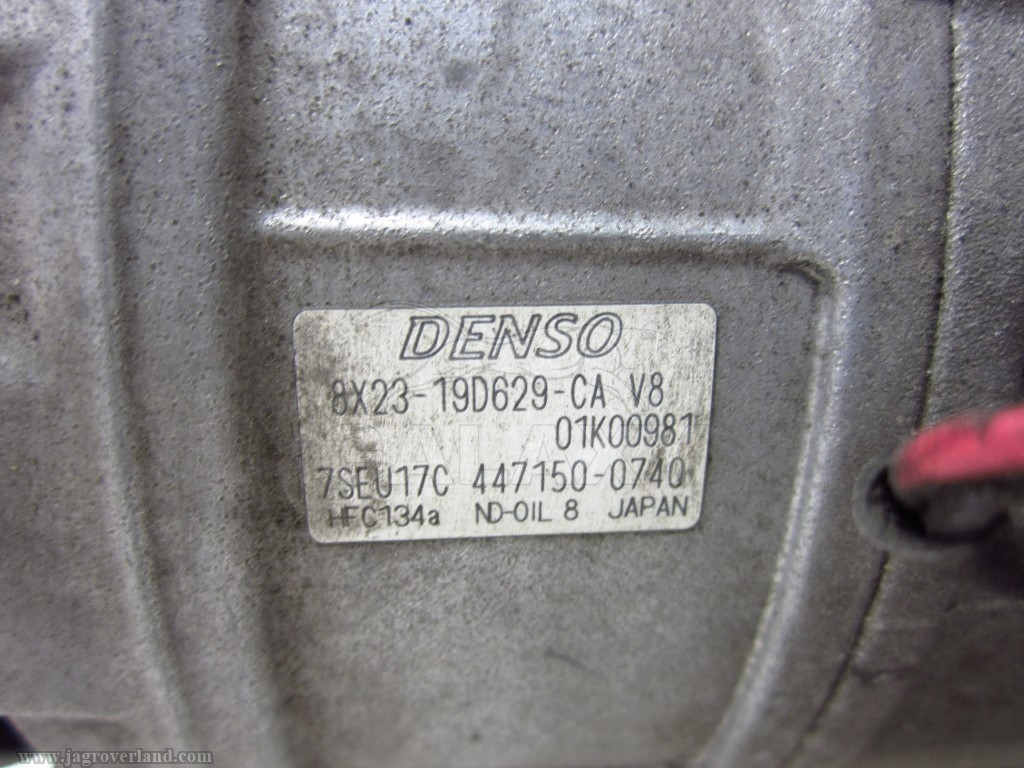 DENSO
8X23-19D629-CA V8
01K00981
7SEU17C 447150-0740
HFC134a ND-OIL 8 JAPAN
www.jagroverland.com